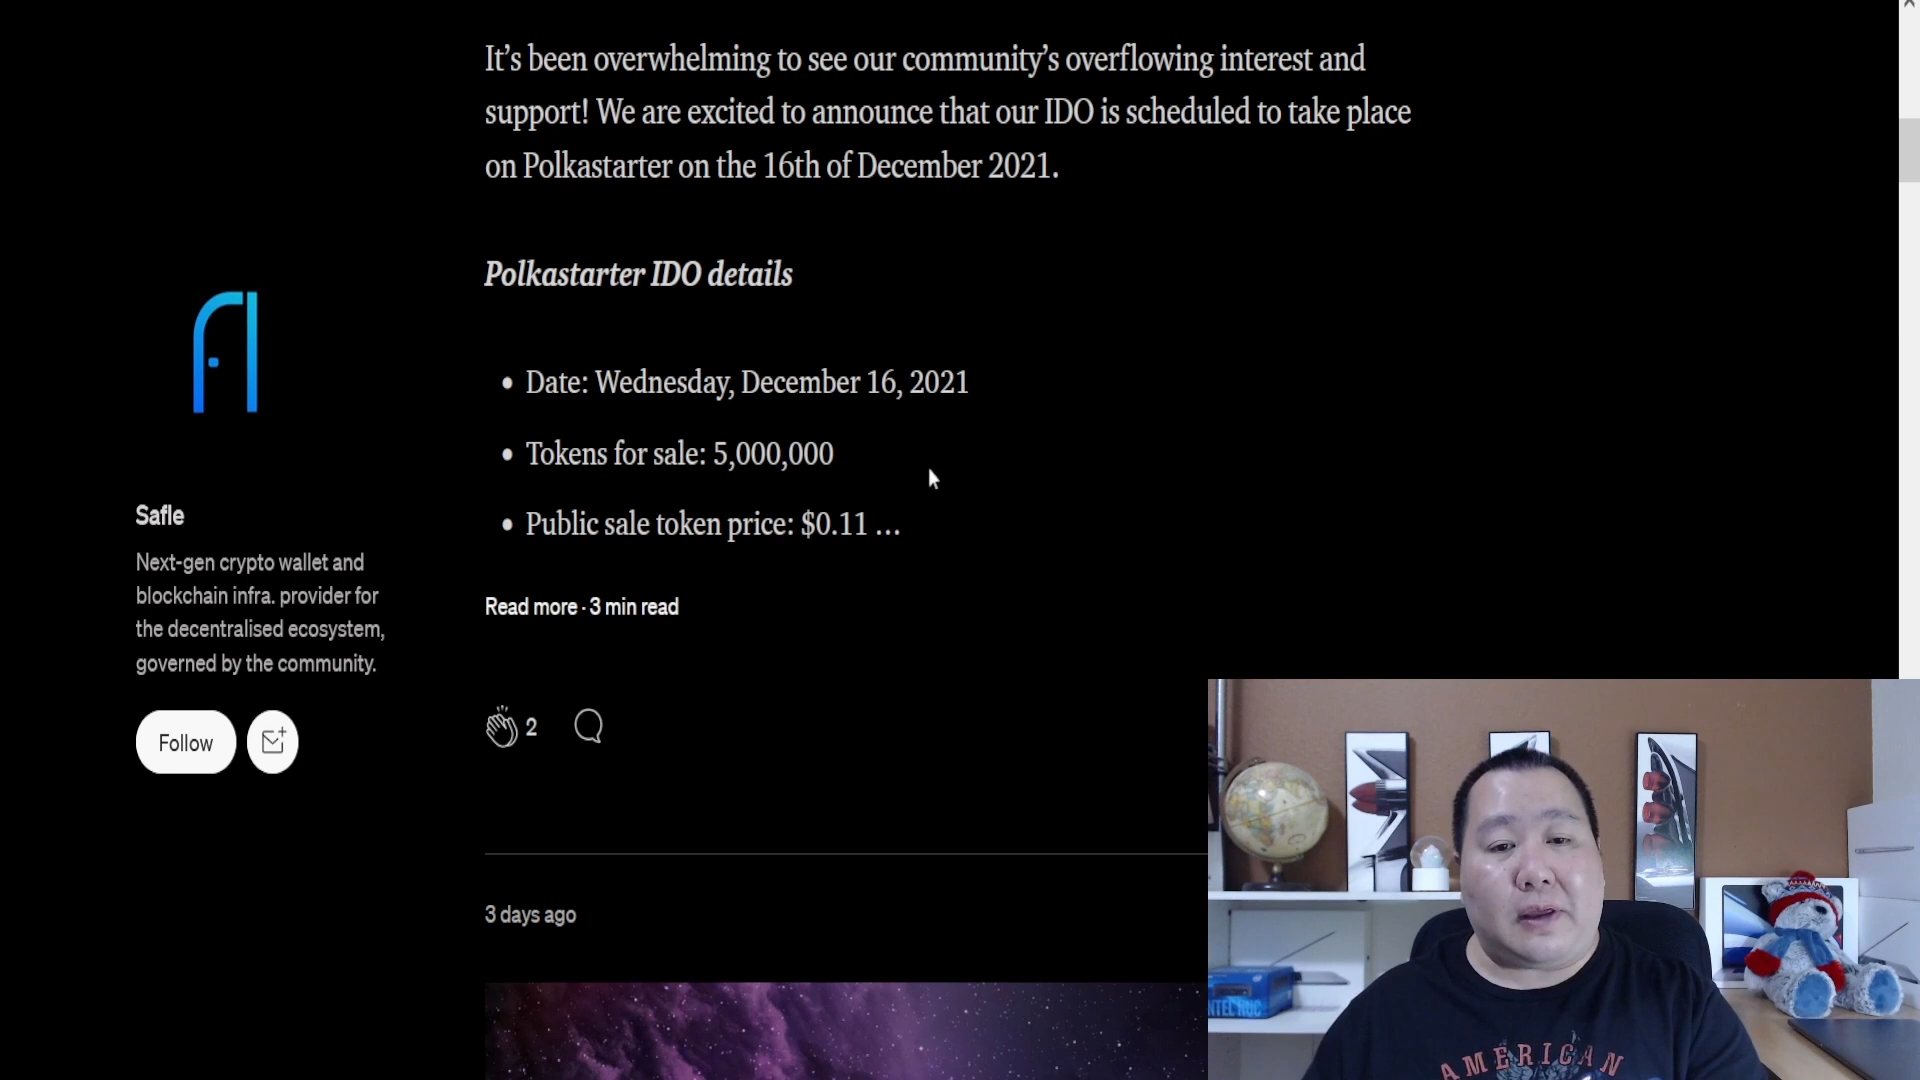 It’s been overwhelming to see our community’s overflowing interest and
support! We are excited to announce that our IDO is scheduled to take place
on Polkastarter on the 16th of December 2021.
Polkastarter IDO details
• Date: Wednesday, December 16, 2021
• Tokens for sale: 5,000,000
• Public sale token price: $0.11 …
Read more · 3 min read
2
3 days ago
Safle
Next-gen crypto wallet and
blockchain infra. provider for
the decentralised ecosystem,
governed by the community.
Follow
INTEL NUC
AMERICAN